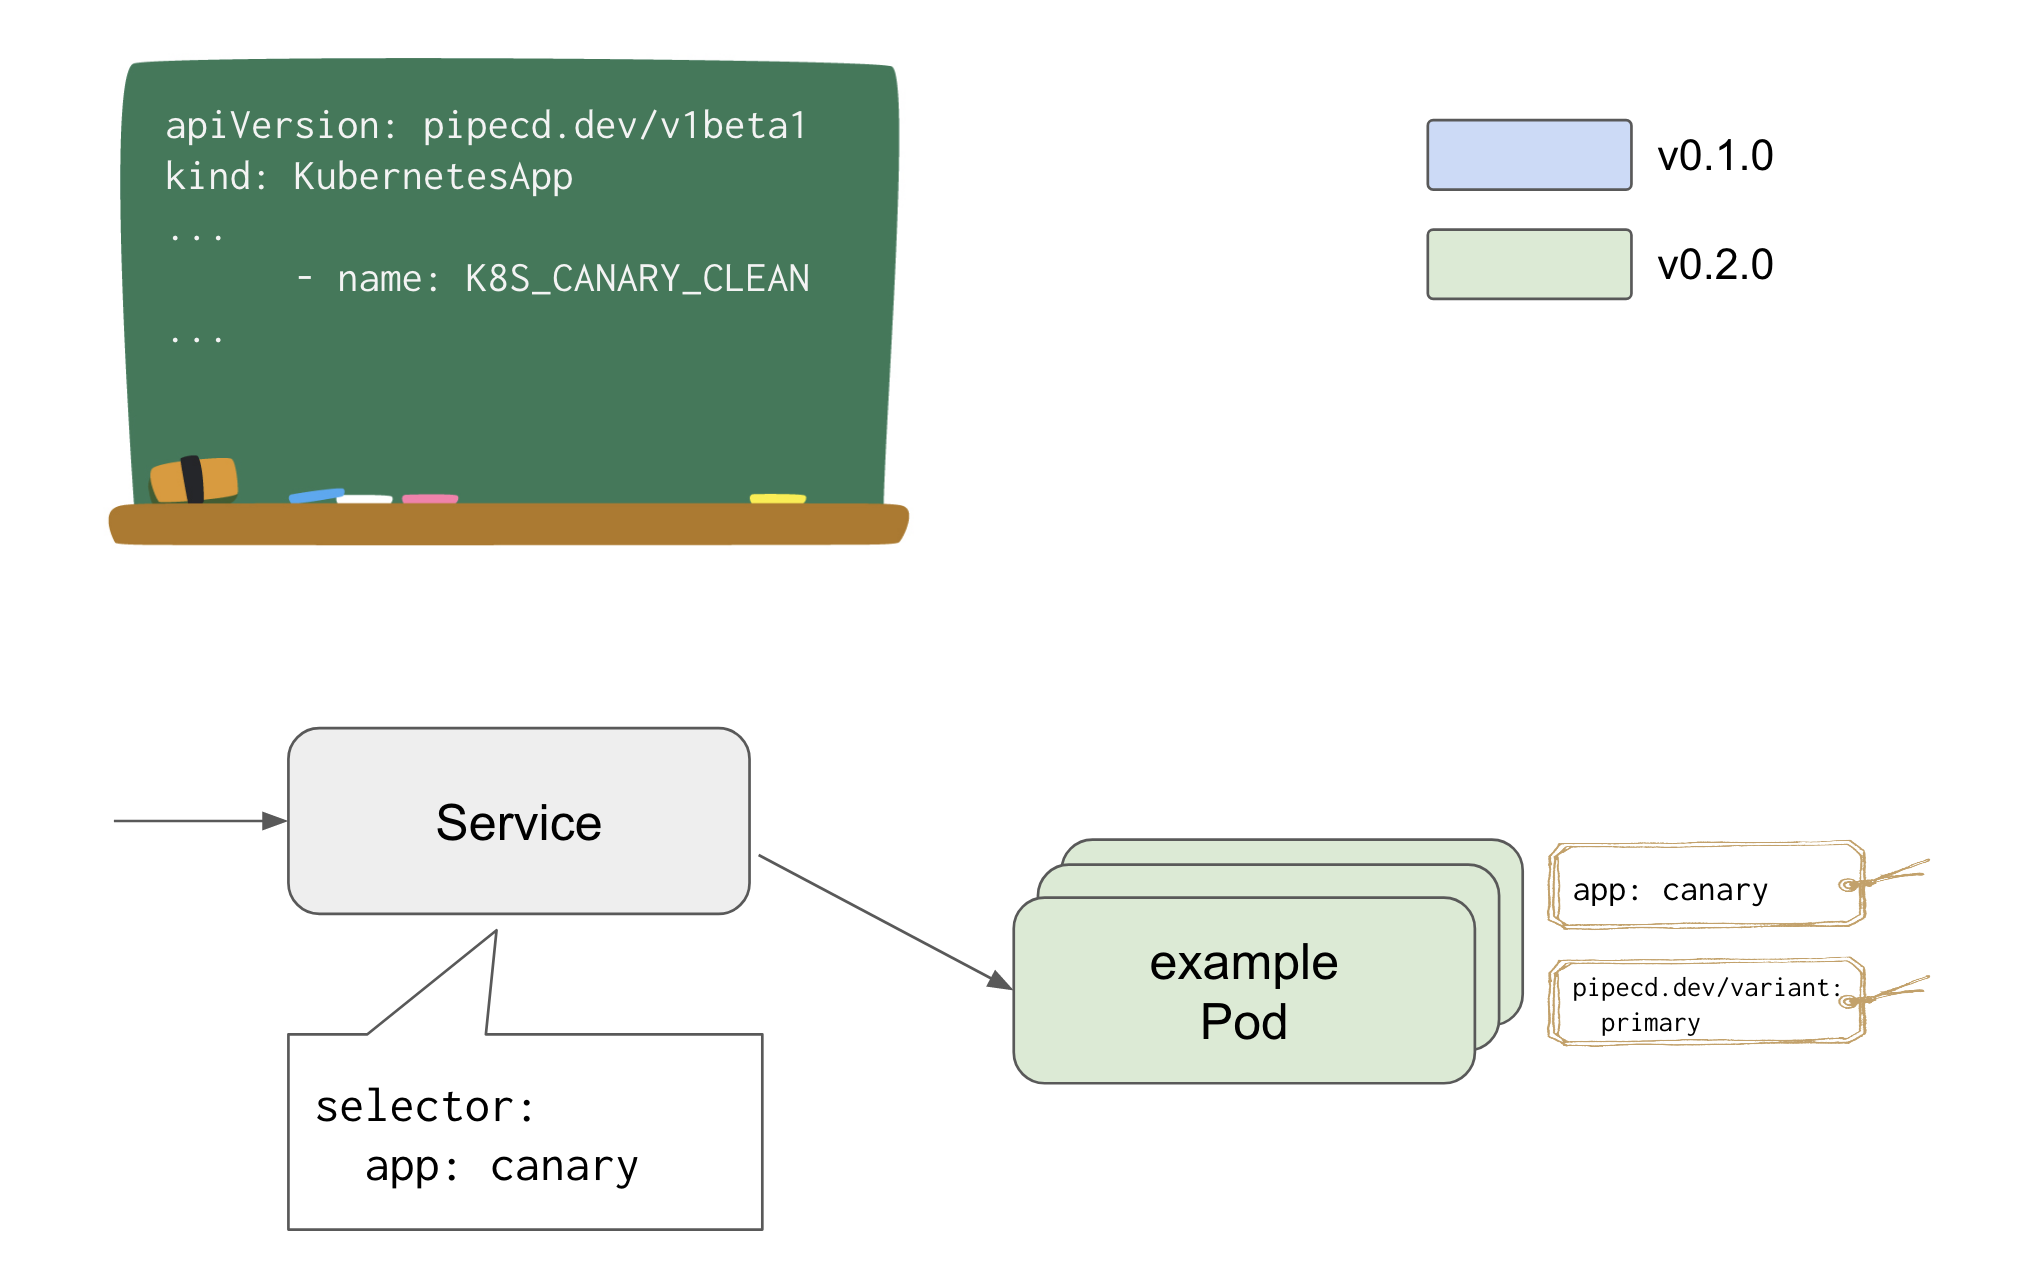 apiVersion: pipecd.dev/v1beta1
kind: KubernetesApp
...
- name: K8S_CANARY_CLEAN
...
v0.1.0
v0.2.0
Service
selector:
app: canary
example
Pod
app: canary
pipecd.dev/variant:
primary